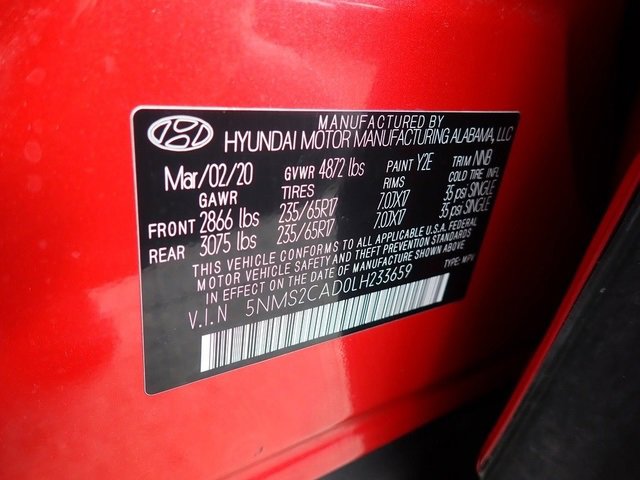 MANUFACTURED BY
HYUNDAI MOTOR MANUFACTURING ALABAMA, LLC
Mar/02/20 GVWR 4872 lbs PAINT Y2E TRIM NNB
GAWR TIRES RIMS COLD TIRE INFL
FRONT 2866 lbs 235/65R17 7.0JX17 35 psi SINGLE
REAR 3075 lbs 235/65R17 7.0JX17 35 psi SINGLE
THIS VEHICLE CONFORMS TO ALL APPLICABLE U.S.A. FEDERAL
MOTOR VEHICLE SAFETY AND THEFT PREVENTION STANDARDS
IN EFFECT ON THE DATE OF MANUFACTURE SHOWN ABOVE
V.I.N 5NMS2CAD0LH233659 TYPE: MPV